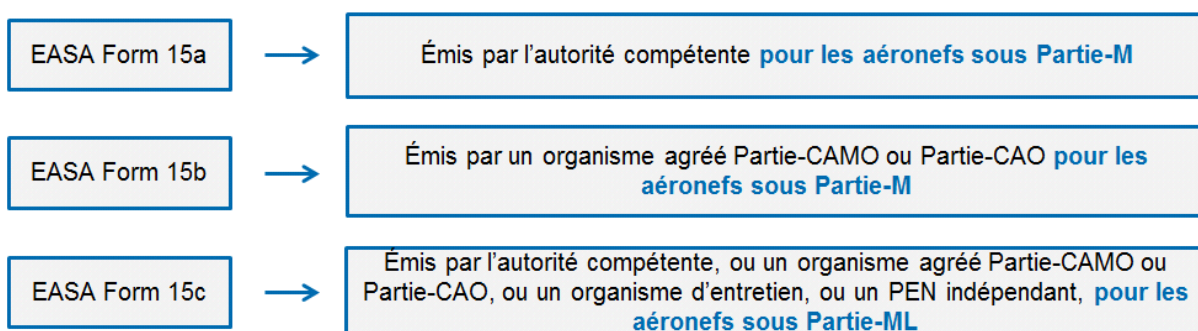 EASA Form 15a
Émis par l’autorité compétente pour les aéronefs sous Partie-M
EASA Form 15b
Émis par un organisme agréé Partie-CAMO ou Partie-CAO pour les
aéronefs sous Partie-M
EASA Form 15c
Émis par l’autorité compétente, ou un organisme agréé Partie-CAMO ou
Partie-CAO, ou un organisme d’entretien, ou un PEN indépendant, pour les
aéronefs sous Partie-ML